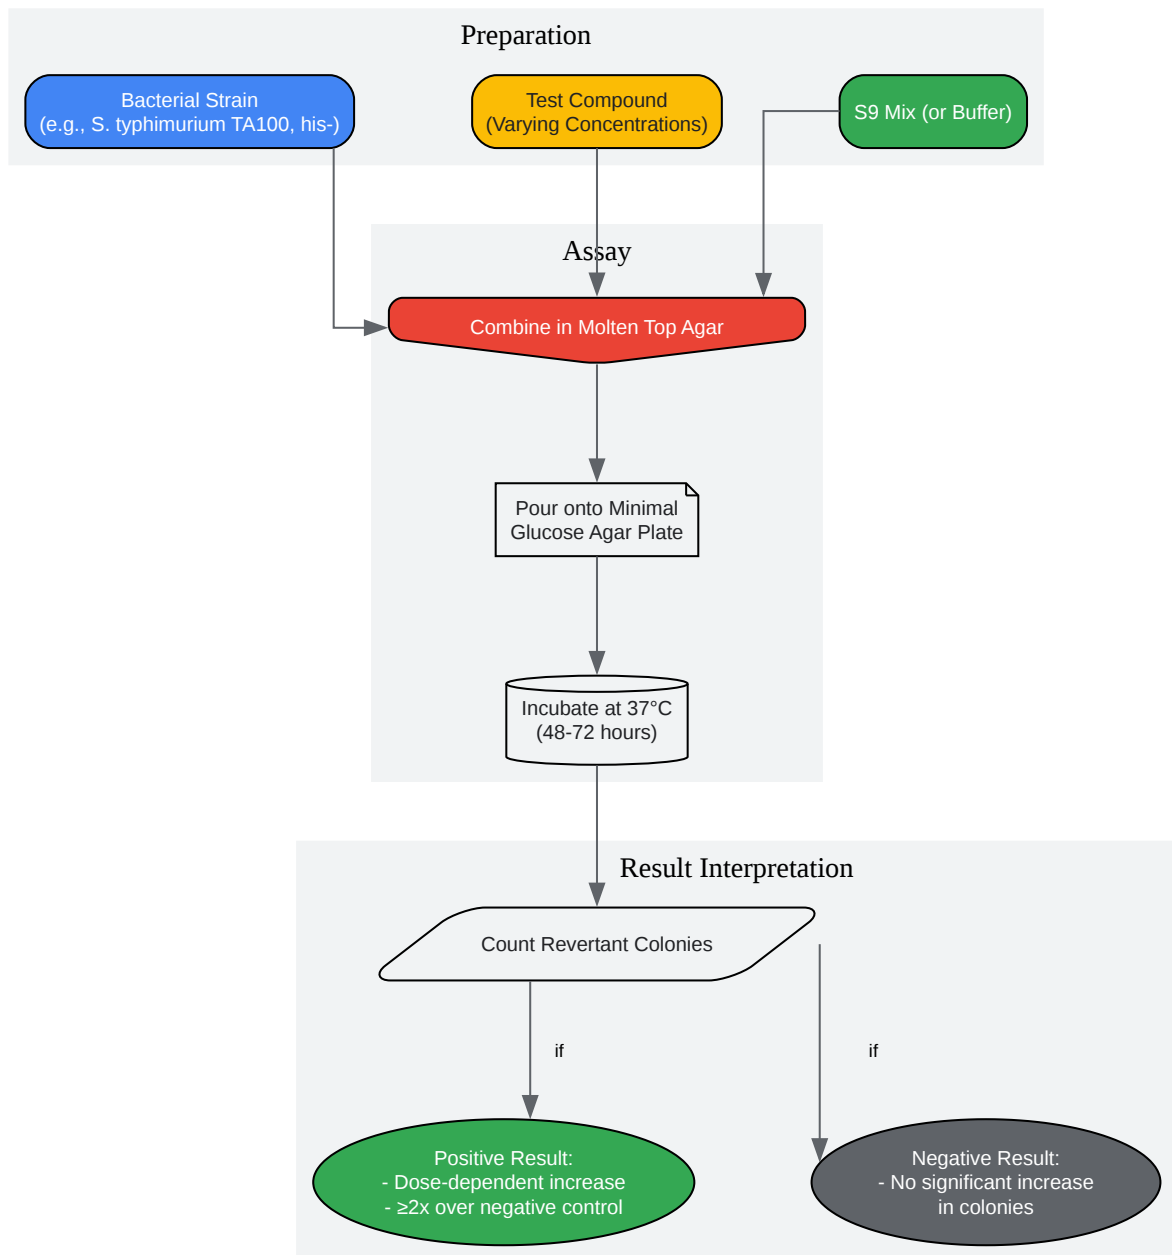 Preparation
Bacterial Strain
(e.g., S. typhimurium TA100, his-)
Test Compound
(Varying Concentrations)
S9 Mix (or Buffer)
Assay
Combine in Molten Top Agar
Pour onto Minimal
Glucose Agar Plate
Incubate at 37°C
(48-72 hours)
Result Interpretation
Count Revertant Colonies
if
if
Positive Result:
- Dose-dependent increase
- ≥2x over negative control
Negative Result:
- No significant increase
in colonies